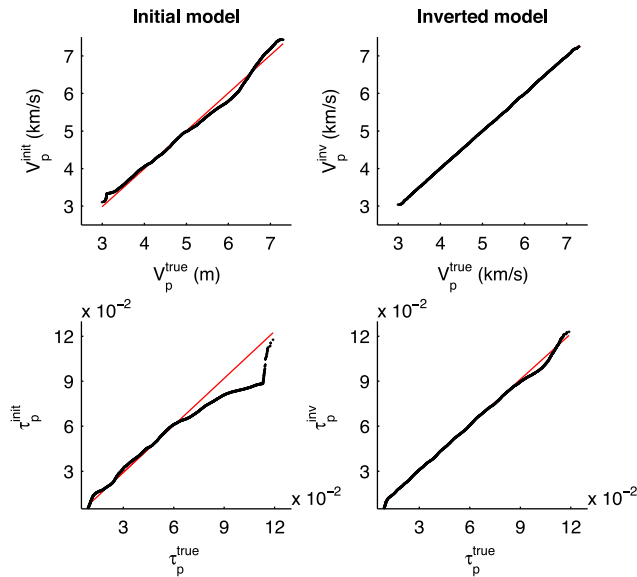 Initial model
Inverted model
7
6
5
4
3
V_p^init (km/s)
3 4 5 6 7
V_p^true (m)
7
6
5
4
3
V_p^inv (km/s)
3 4 5 6 7
V_p^true (km/s)
x 10^-2
12
9
6
3
τ_p^init
3 6 9 12
x 10^-2
τ_p^true
x 10^-2
12
9
6
3
τ_p^inv
3 6 9 12
x 10^-2
τ_p^true